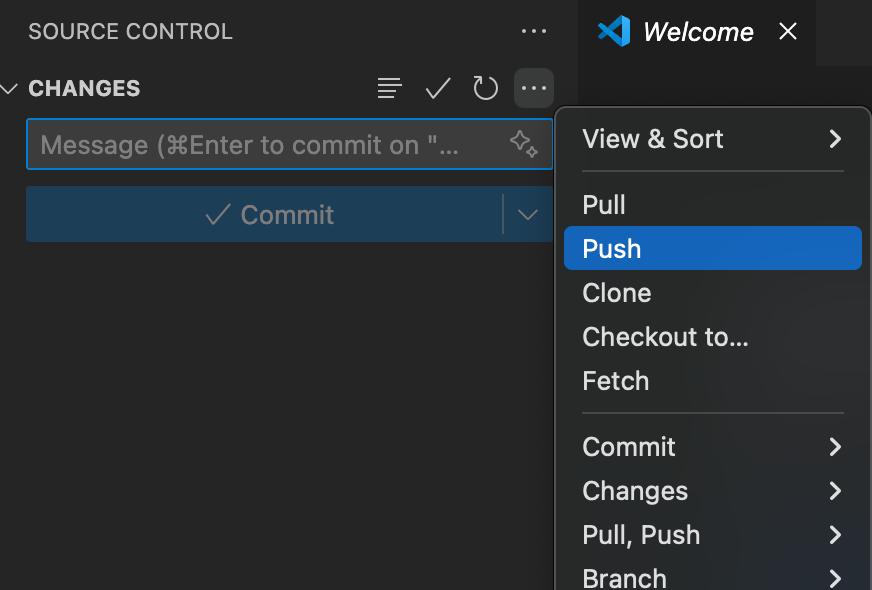 SOURCE CONTROL
Welcome
CHANGES
Message (⌘Enter to commit on "...
Commit
View & Sort
Pull
Push
Clone
Checkout to...
Fetch
Commit
Changes
Pull, Push
Branch